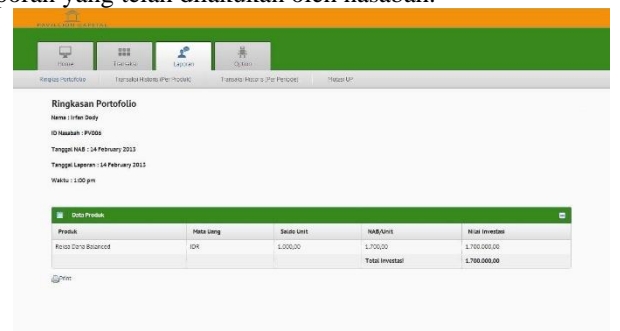 yang telah dilakukan oleh nasabah.
Home Transaksi Laporan Option
Ringkas Portofolio Transaksi Historis (Per Produk) Transaksi Historis (Per Periode) Mutasi UP
Ringkasan Portofolio
Nama : Irfan Dody
ID Nasabah : PV006
Tanggal NAB : 14 February 2013
Tanggal Laporan : 14 February 2013
Waktu : 1:00 pm
Data Produk
Produk Mata Uang Saldo Unit NAB/Unit Nilai Investasi
Reksa Dana Balanced IDR 1.000,00 1.700,00 1.700.000,00
Total Investasi 1.700.000,00
Print